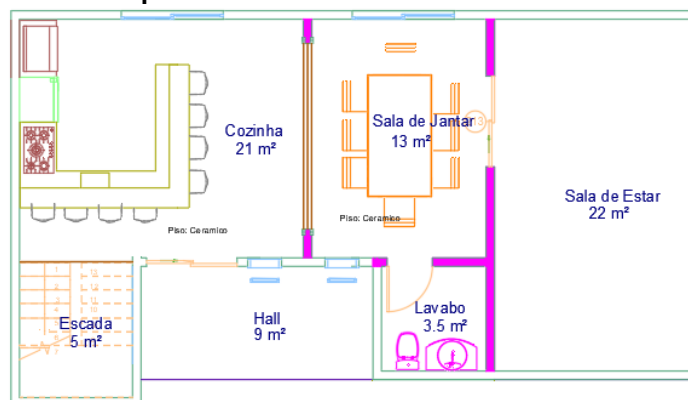 Cozinha
21 m²
Sala de Jantar
13 m²
13
Sala de Estar
22 m²
Piso: Ceramico
Piso: Ceramico
Escada
5 m²
Hall
9 m²
Lavabo
3.5 m²